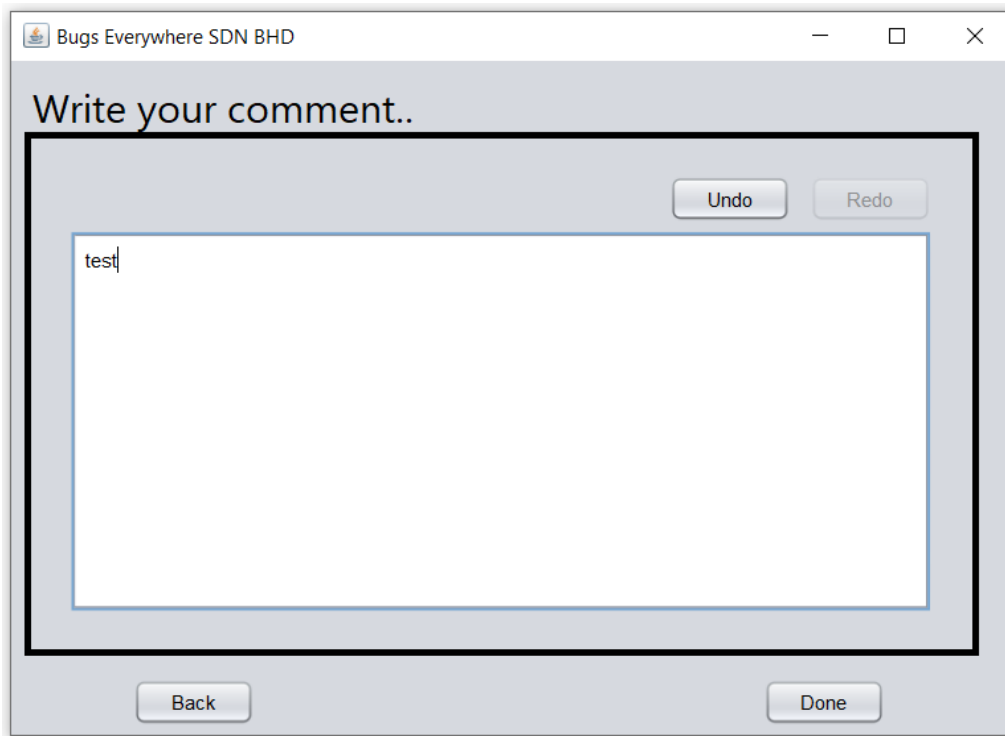 Bugs Everywhere SDN BHD
Write your comment..
Undo Redo
test
Back Done